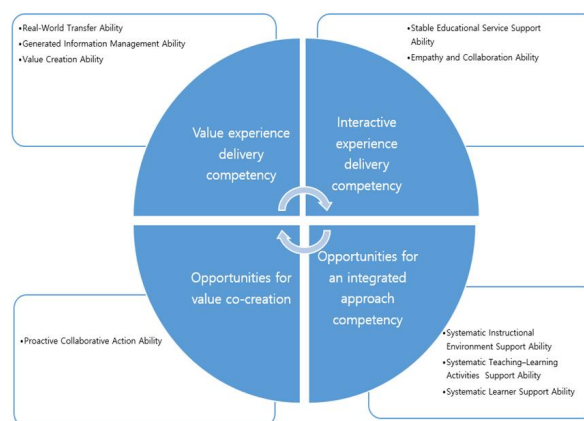 •Real-World Transfer Ability
•Generated Information Management Ability
•Value Creation Ability
•Stable Educational Service Support
Ability
•Empathy and Collaboration Ability
Value experience
delivery
competency
Interactive
experience
delivery
competency
Opportunities for
value co-creation
Opportunities for
an integrated
approach
competency
•Proactive Collaborative Action Ability
•Systematic Instructional
Environment Support Ability
•Systematic Teaching–Learning
Activities Support Ability
•Systematic Learner Support Ability